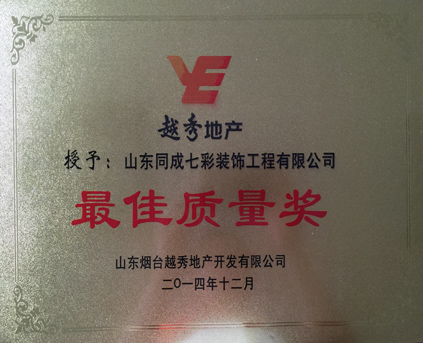 YE
越秀地产
授予：山东同成七彩装饰工程有限公司
最佳质量奖
山东烟台越秀地产开发有限公司
二〇一四年十二月